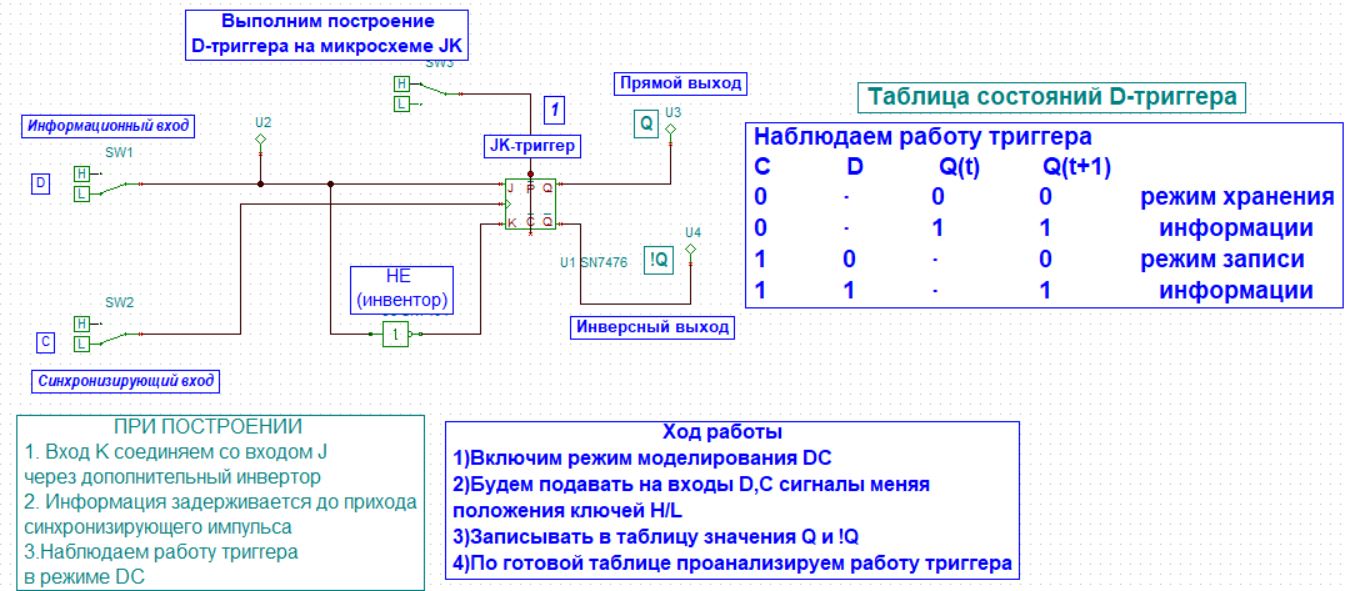 Выполним построение
D-триггера на микросхеме JK
SW3
H
L
1
Прямой выход
Q
U3
Таблица состояний D-триггера
Информационный вход
U2
SW1
D
H
L
JK-триггер
J P Q
K C Q
U1 SN7476
U4
!Q
Инверсный выход
НЕ
(инвентор)
1
SW2
C
H
L
Синхронизирующий вход
Наблюдаем работу триггера
C D Q(t) Q(t+1)
0 - 0 0 режим хранения
0 - 1 1 информации
1 0 - 0 режим записи
1 1 - 1 информации
ПРИ ПОСТРОЕНИИ
1. Вход K соединяем со входом J
через дополнительный инвертор
2. Информация задерживается до прихода
синхронизирующего импульса
3.Наблюдаем работу триггера
в режиме DC
Ход работы
1)Включим режим моделирования DC
2)Будем подавать на входы D,C сигналы меняя
положения ключей H/L
3)Записывать в таблицу значения Q и !Q
4)По готовой таблице проанализируем работу триггера